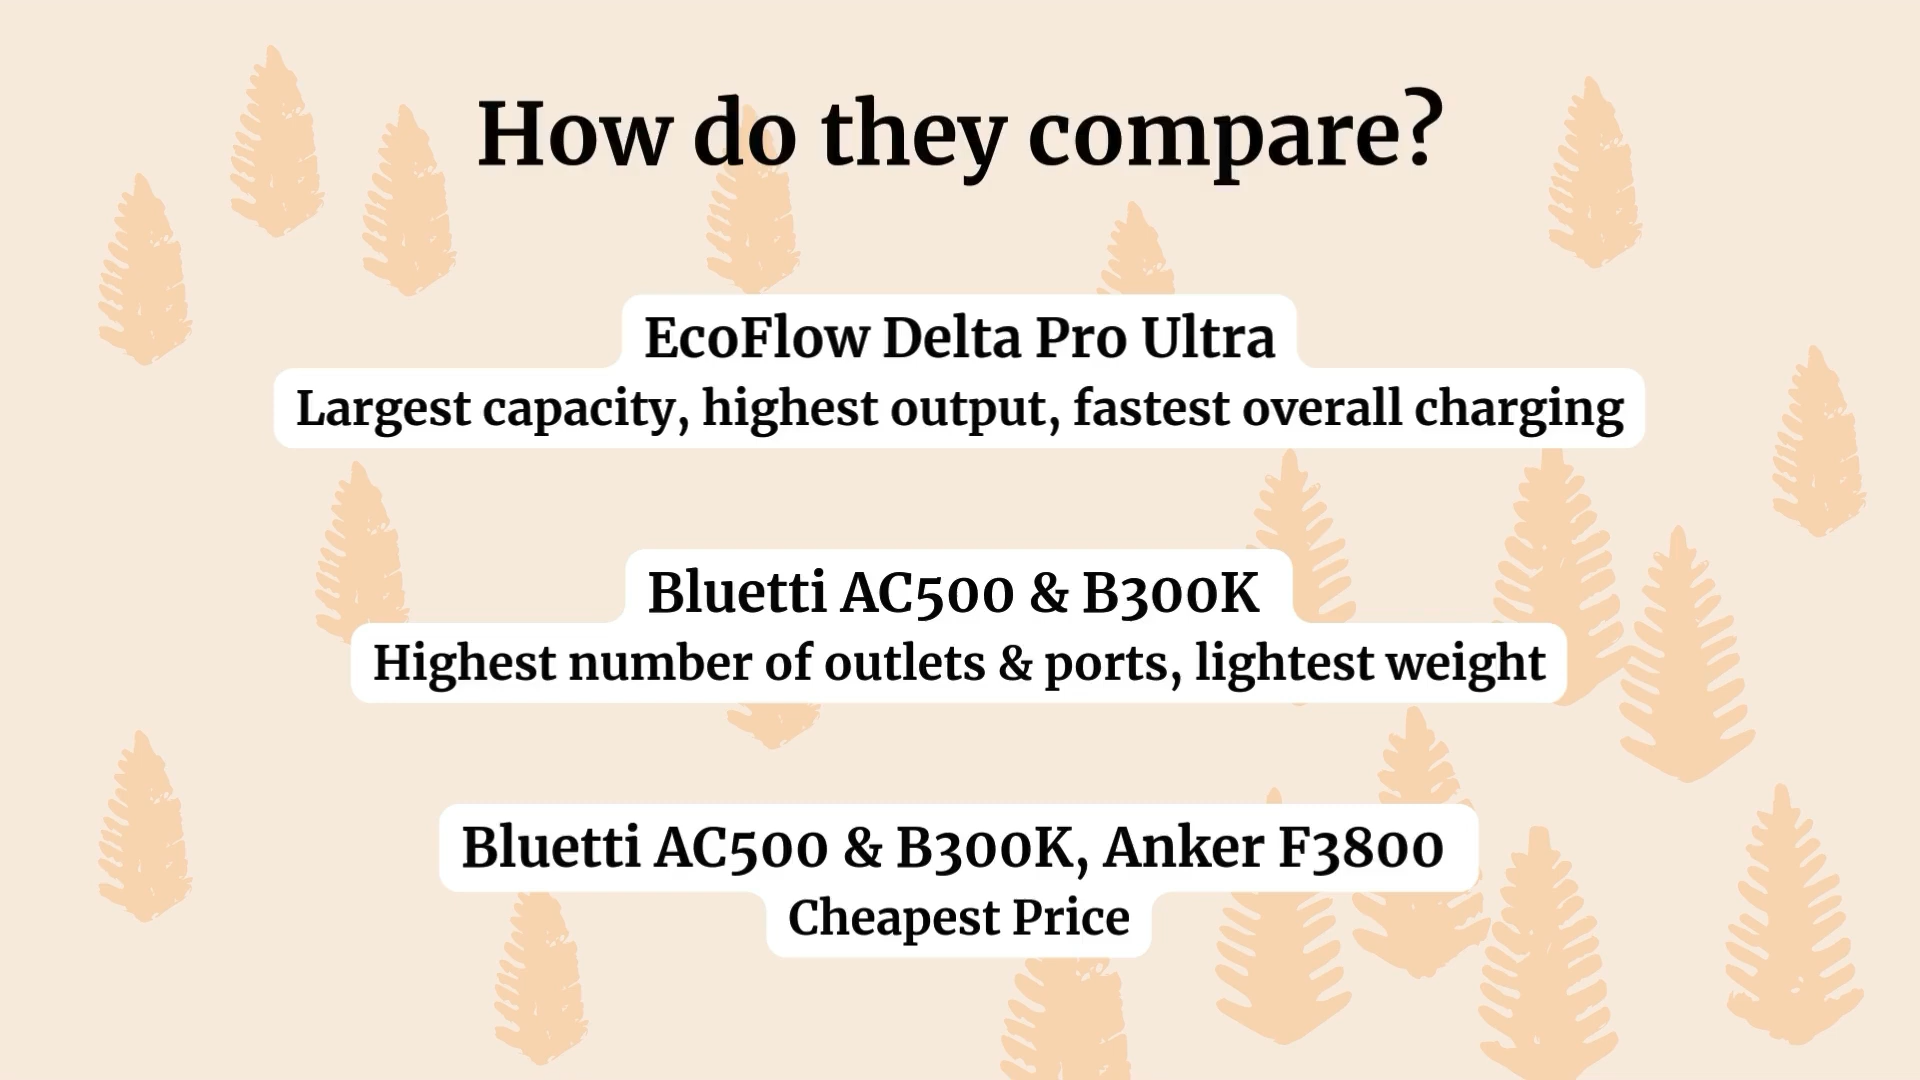 How do they compare?
EcoFlow Delta Pro Ultra
Largest capacity, highest output, fastest overall charging
Bluetti AC500 & B300K
Highest number of outlets & ports, lightest weight
Bluetti AC500 & B300K, Anker F3800
Cheapest Price